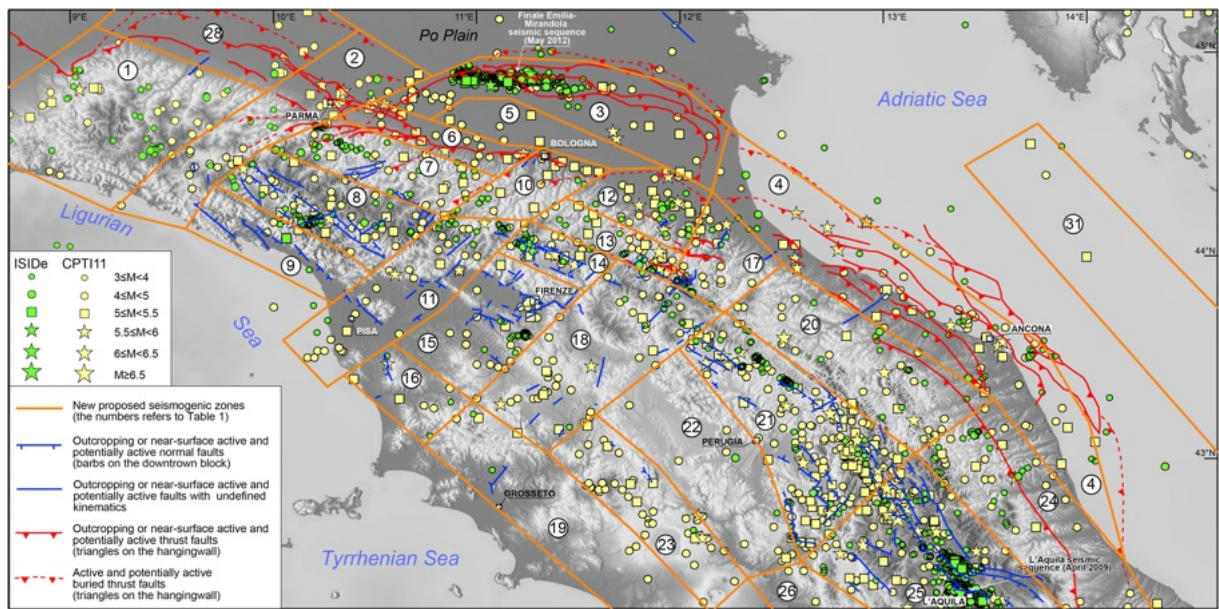 9°E
10°E
11°E
12°E
13°E
14°E
45°N
44°N
43°N
Finale Emilia-
Mirandola
seismic sequence
(May 2012)
Po Plain
Adriatic Sea
28
1
2
3
5
6
PARMA
BOLOGNA
7
10
8
12
4
31
Ligurian
Sea
9
13
14
17
FIRENZE
11
PISA
15
18
16
20
ANCONA
22
21
PERUGIA
GROSSETO
19
23
24
4
Tyrrhenian Sea
L'Aquila seismic
sequence (April 2009)
26
25
L'AQUILA
ISIDe CPTI11
3≤M<4
4≤M<5
5≤M<5.5
5.5≤M<6
6≤M<6.5
M≥6.5
New proposed seismogenic zones
(the numbers refers to Table 1)
Outcropping or near-surface active and
potentially active normal faults
(barbs on the downtrown block)
Outcropping or near-surface active and
potentially active faults with undefined
kinematics
Outcropping or near-surface active and
potentially active thrust faults
(triangles on the hangingwall)
Active and potentially active
buried thrust faults
(triangles on the hangingwall)